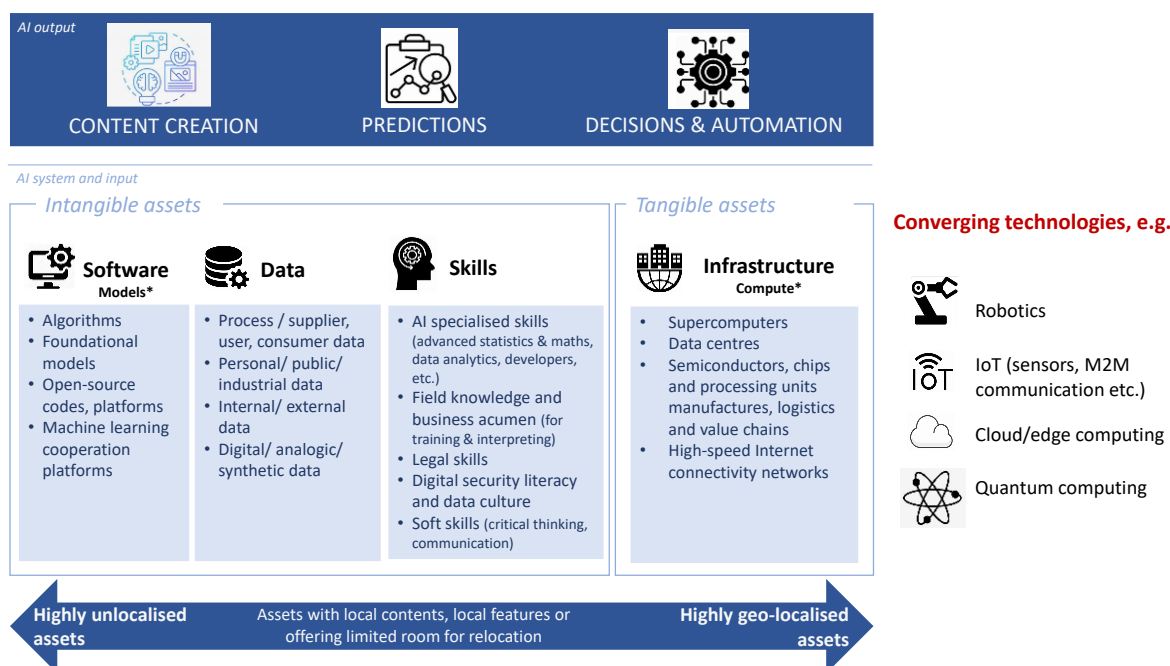 AI output
CONTENT CREATION
PREDICTIONS
DECISIONS & AUTOMATION
AI system and input
Intangible assets
Software
Models*
• Algorithms
• Foundational
models
• Open-source
codes, platforms
• Machine learning
cooperation
platforms
Data
• Process / supplier,
user, consumer data
• Personal/ public/
industrial data
• Internal/ external
data
• Digital/ analogic/
synthetic data
Skills
• AI specialised skills
(advanced statistics & maths,
data analytics, developers,
etc.)
• Field knowledge and
business acumen (for
training & interpreting)
• Legal skills
• Digital security literacy
and data culture
• Soft skills (critical thinking,
communication)
Tangible assets
Infrastructure
Compute*
• Supercomputers
• Data centres
• Semiconductors, chips
and processing units
manufactures, logistics
and value chains
• High-speed Internet
connectivity networks
Highly unlocalised
assets
Assets with local contents, local features or
offering limited room for relocation
Highly geo-localised
assets
Converging technologies, e.g.
Robotics
IOT
IoT (sensors, M2M
communication etc.)
Cloud/edge computing
Quantum computing